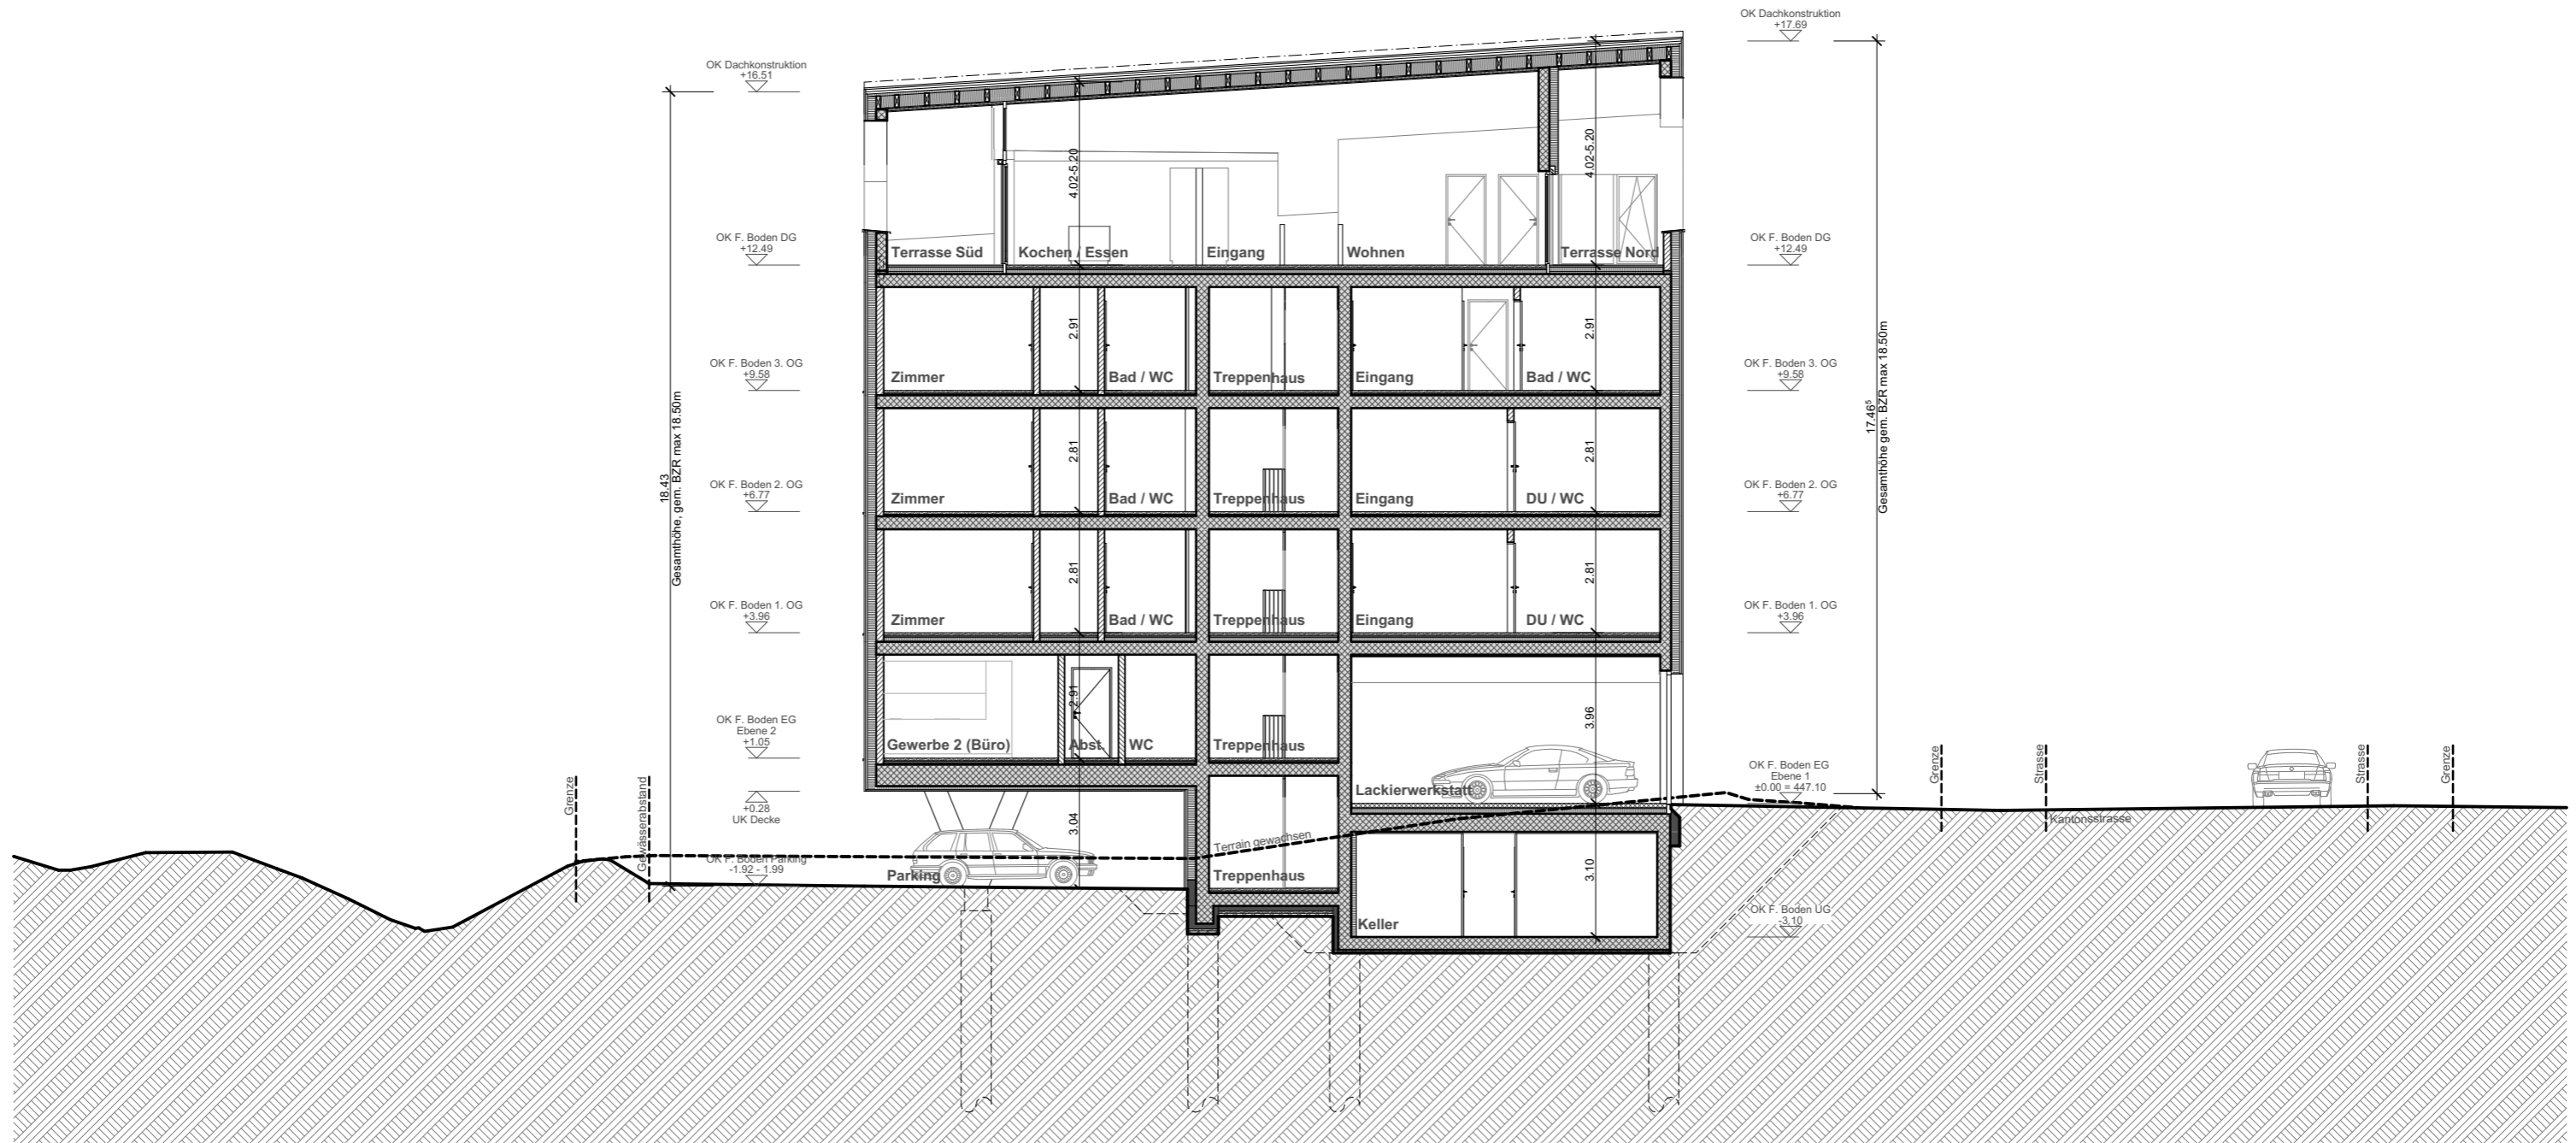 OK Dachkonstruktion
+17.69
OK Dachkonstruktion
+16.51
4.02-5.20
4.02-5.20
OK F. Boden DG
+12.49
Terrasse Süd
Kochen / Essen
Eingang
Wohnen
Terrasse Nord
OK F. Boden DG
+12.49
2.91
2.91
OK F. Boden 3. OG
+9.58
Zimmer
Bad / WC
Treppenhaus
Eingang
Bad / WC
OK F. Boden 3. OG
+9.58
18.43
Gesamthöhe, gem. BZR max 18.50m
17.46⁵
Gesamthöhe gem. BZR max 18.50m
2.81
2.81
OK F. Boden 2. OG
+6.77
Zimmer
Bad / WC
Treppenhaus
Eingang
DU / WC
OK F. Boden 2. OG
+6.77
2.81
2.81
OK F. Boden 1. OG
+3.96
Zimmer
Bad / WC
Treppenhaus
Eingang
DU / WC
OK F. Boden 1. OG
+3.96
2.91
3.96
OK F. Boden EG
Ebene 2
+1.05
Gewerbe 2 (Büro)
Abst.
WC
Treppenhaus
Lackierwerkstatt
OK F. Boden EG
Ebene 1
±0.00 = 447.10
Grenze
Strasse
Strasse
Grenze
Kantonsstrasse
Grenze
Gewässerabstand
+0.28
UK Decke
3.04
Terrain gewachsen
OK F. Boden Parking
-1.92 - 1.99
Parking
Treppenhaus
3.10
Keller
OK F. Boden UG
-3.10